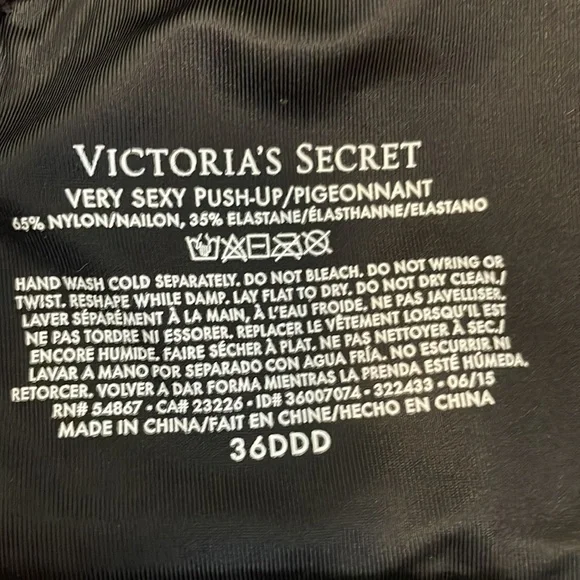 VICTORIA'S SECRET
VERY SEXY PUSH-UP/PIGEONNANT
65% NYLON/NAILON, 35% ELASTANE/ÉLASTHANNE/ELASTANO
HAND WASH COLD SEPARATELY. DO NOT BLEACH. DO NOT WRING OR
TWIST. RESHAPE WHILE DAMP. LAY FLAT TO DRY. DO NOT DRY CLEAN./
LAVER SÉPARÉMENT À LA MAIN, À L'EAU FROIDE. NE PAS JAVELLISER.
NE PAS TORDRE NI ESSORER. REPLACER LE VÊTEMENT LORSQU'IL EST
ENCORE HUMIDE. FAIRE SÉCHER À PLAT. NE PAS NETTOYER À SEC./
LAVAR A MANO POR SEPARADO CON AGUA FRÍA. NO ESCURRIR NI
RETORCER. VOLVER A DAR FORMA MIENTRAS LA PRENDA ESTÉ HÚMEDA.
RN# 54867 • CA# 23226 • ID# 36007074 • 322433 • 06/15
MADE IN CHINA/FAIT EN CHINE/HECHO EN CHINA
36DDD